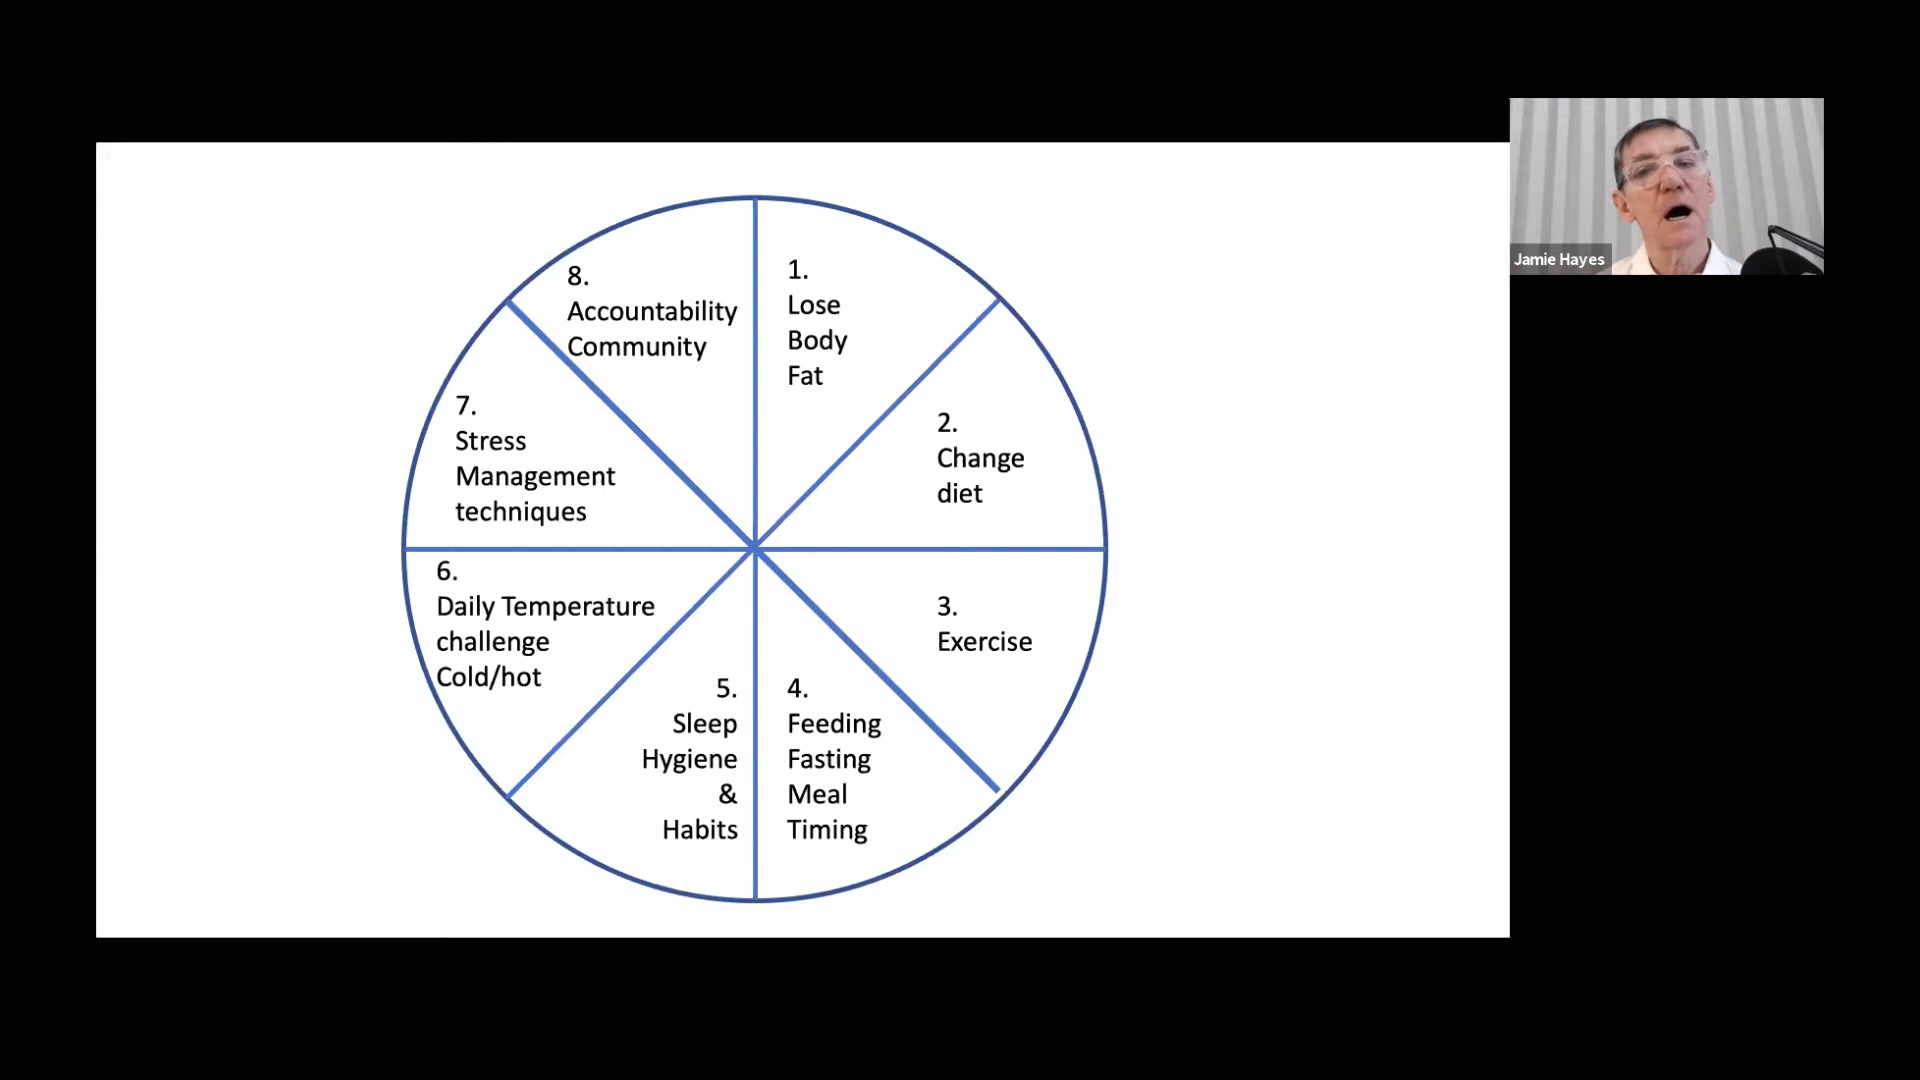 1.
Lose
Body
Fat
2.
Change
diet
3.
Exercise
4.
Feeding
Fasting
Meal
Timing
5.
Sleep
Hygiene
&
Habits
6.
Daily Temperature
challenge
Cold/hot
7.
Stress
Management
techniques
8.
Accountability
Community
Jamie Hayes